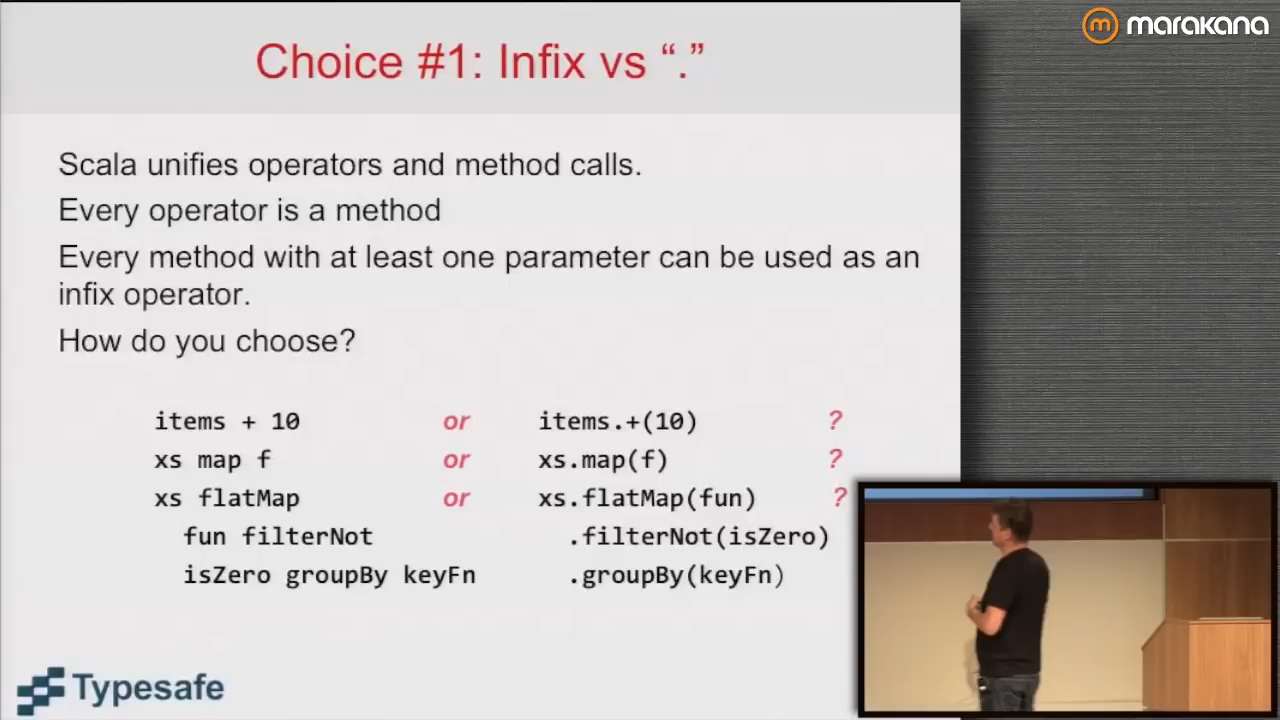 marakana
Choice #1: Infix vs “.”
Scala unifies operators and method calls.
Every operator is a method
Every method with at least one parameter can be used as an
infix operator.
How do you choose?
items + 10 or items.+(10) ?
xs map f or xs.map(f) ?
xs flatMap or xs.flatMap(fun) ?
fun filterNot .filterNot(isZero)
isZero groupBy keyFn .groupBy(keyFn)
Typesafe